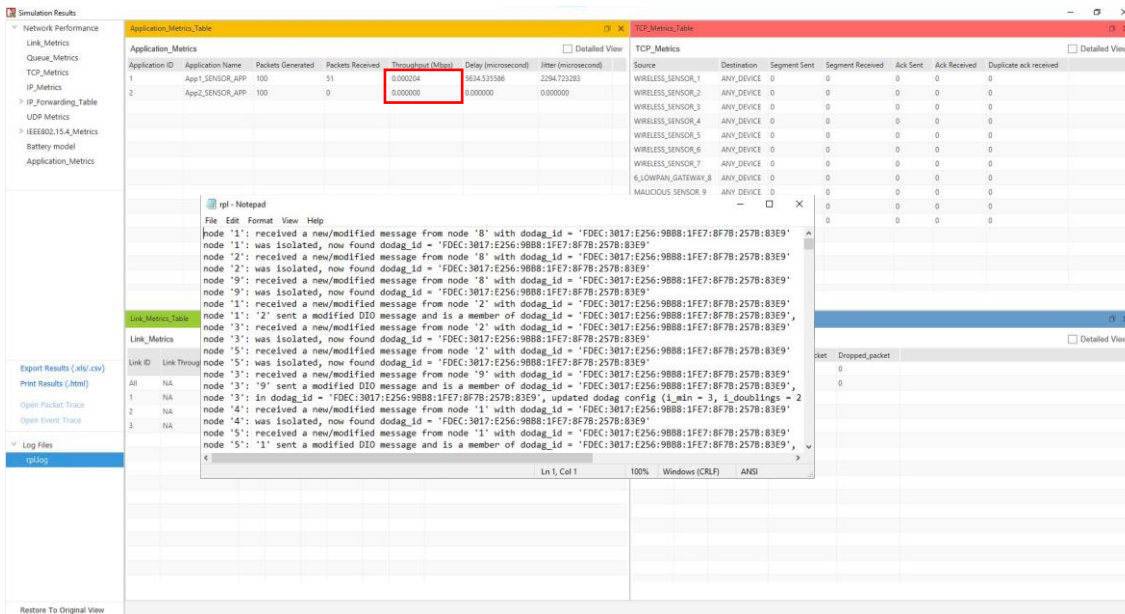 Simulation Results
Network Performance
Link_Metrics
Queue_Metrics
TCP_Metrics
IP_Metrics
> IP_Forwarding_Table
UDP Metrics
> IEEE802.15.4_Metrics
Battery model
Application_Metrics
Export Results (.xls/.csv)
Print Results (.html)
Open Packet Trace
Open Event Trace
Log Files
rpl.log
Restore To Original View
Application_Metrics_Table
Application_Metrics Detailed View
Application ID Application Name Packets Generated Packets Received Throughput (Mbps) Delay (microsecond) Jitter (microsecond)
1 App1_SENSOR_APP 100 51 0.000204 5634.535586 2294.723283
2 App2_SENSOR_APP 100 0 0.000000 0.000000 0.000000
TCP_Metrics_Table
TCP_Metrics Detailed View
Source Destination Segment Sent Segment Received Ack Sent Ack Received Duplicate ack received
WIRELESS_SENSOR_1 ANY_DEVICE 0 0 0 0 0
WIRELESS_SENSOR_2 ANY_DEVICE 0 0 0 0 0
WIRELESS_SENSOR_3 ANY_DEVICE 0 0 0 0 0
WIRELESS_SENSOR_4 ANY_DEVICE 0 0 0 0 0
WIRELESS_SENSOR_5 ANY_DEVICE 0 0 0 0 0
WIRELESS_SENSOR_6 ANY_DEVICE 0 0 0 0 0
WIRELESS_SENSOR_7 ANY_DEVICE 0 0 0 0 0
6_LOWPAN_GATEWAY_8 ANY_DEVICE 0 0 0 0 0
MALICIOUS_SENSOR_9 ANY_DEVICE 0 0 0 0 0
0 0 0 0
0 0 0 0
rpl - Notepad
File Edit Format View Help
node '1': received a new/modified message from node '8' with dodag_id = 'FDEC:3017:E256:9BB8:1FE7:8F7B:257B:83E9'
node '1': was isolated, now found dodag_id = 'FDEC:3017:E256:9BB8:1FE7:8F7B:257B:83E9'
node '2': received a new/modified message from node '8' with dodag_id = 'FDEC:3017:E256:9BB8:1FE7:8F7B:257B:83E9'
node '2': was isolated, now found dodag_id = 'FDEC:3017:E256:9BB8:1FE7:8F7B:257B:83E9'
node '9': received a new/modified message from node '8' with dodag_id = 'FDEC:3017:E256:9BB8:1FE7:8F7B:257B:83E9'
node '9': was isolated, now found dodag_id = 'FDEC:3017:E256:9BB8:1FE7:8F7B:257B:83E9'
node '1': received a new/modified message from node '2' with dodag_id = 'FDEC:3017:E256:9BB8:1FE7:8F7B:257B:83E9'
node '1': '2' sent a modified DIO message and is a member of dodag_id = 'FDEC:3017:E256:9BB8:1FE7:8F7B:257B:83E9',
node '3': received a new/modified message from node '2' with dodag_id = 'FDEC:3017:E256:9BB8:1FE7:8F7B:257B:83E9'
node '3': was isolated, now found dodag_id = 'FDEC:3017:E256:9BB8:1FE7:8F7B:257B:83E9'
node '5': received a new/modified message from node '2' with dodag_id = 'FDEC:3017:E256:9BB8:1FE7:8F7B:257B:83E9'
node '5': was isolated, now found dodag_id = 'FDEC:3017:E256:9BB8:1FE7:8F7B:257B:83E9'
node '3': received a new/modified message from node '9' with dodag_id = 'FDEC:3017:E256:9BB8:1FE7:8F7B:257B:83E9'
node '3': '9' sent a modified DIO message and is a member of dodag_id = 'FDEC:3017:E256:9BB8:1FE7:8F7B:257B:83E9',
node '3': in dodag_id = 'FDEC:3017:E256:9BB8:1FE7:8F7B:257B:83E9', updated dodag config (i_min = 3, i_doublings = 2
node '4': received a new/modified message from node '1' with dodag_id = 'FDEC:3017:E256:9BB8:1FE7:8F7B:257B:83E9'
node '4': was isolated, now found dodag_id = 'FDEC:3017:E256:9BB8:1FE7:8F7B:257B:83E9'
node '5': received a new/modified message from node '1' with dodag_id = 'FDEC:3017:E256:9BB8:1FE7:8F7B:257B:83E9'
node '5': '1' sent a modified DIO message and is a member of dodag_id = 'FDEC:3017:E256:9BB8:1FE7:8F7B:257B:83E9',
Ln 1, Col 1 100% Windows (CRLF) ANSI
Link_Metrics_Table
Link_Metrics
Link ID Link Throug
All NA
1 NA
2 NA
3 NA
Detailed View
cket Dropped_packet
0
0